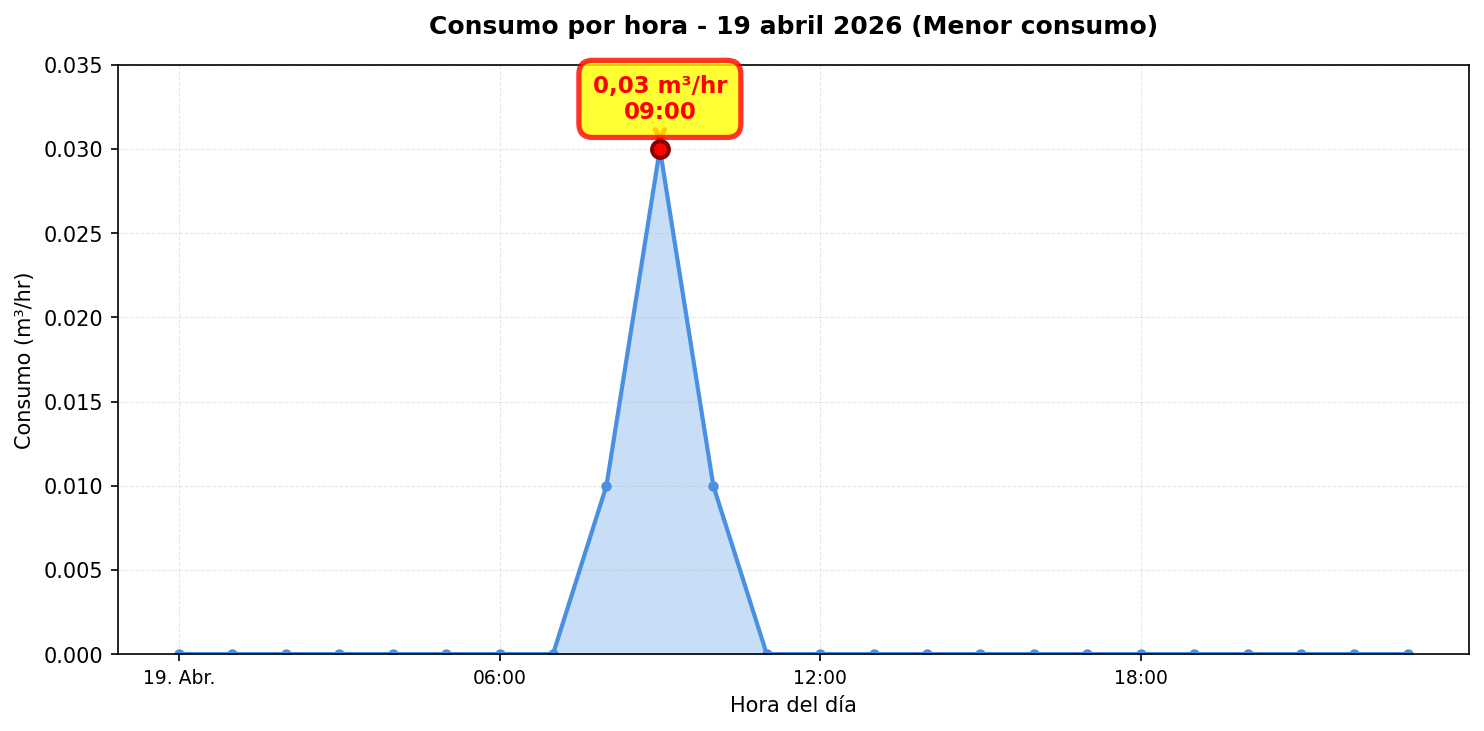 Consumo por hora - 19 abril 2026 (Menor consumo)
0,03 m³/hr
09:00
Consumo (m³/hr)
0.035
0.030
0.025
0.020
0.015
0.010
0.005
0.000
19. Abr.
06:00
12:00
18:00
Hora del día